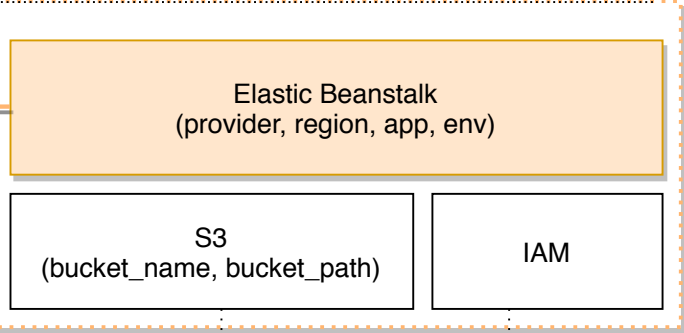 Elastic Beanstalk
(provider, region, app, env)
S3
(bucket_name, bucket_path)
IAM